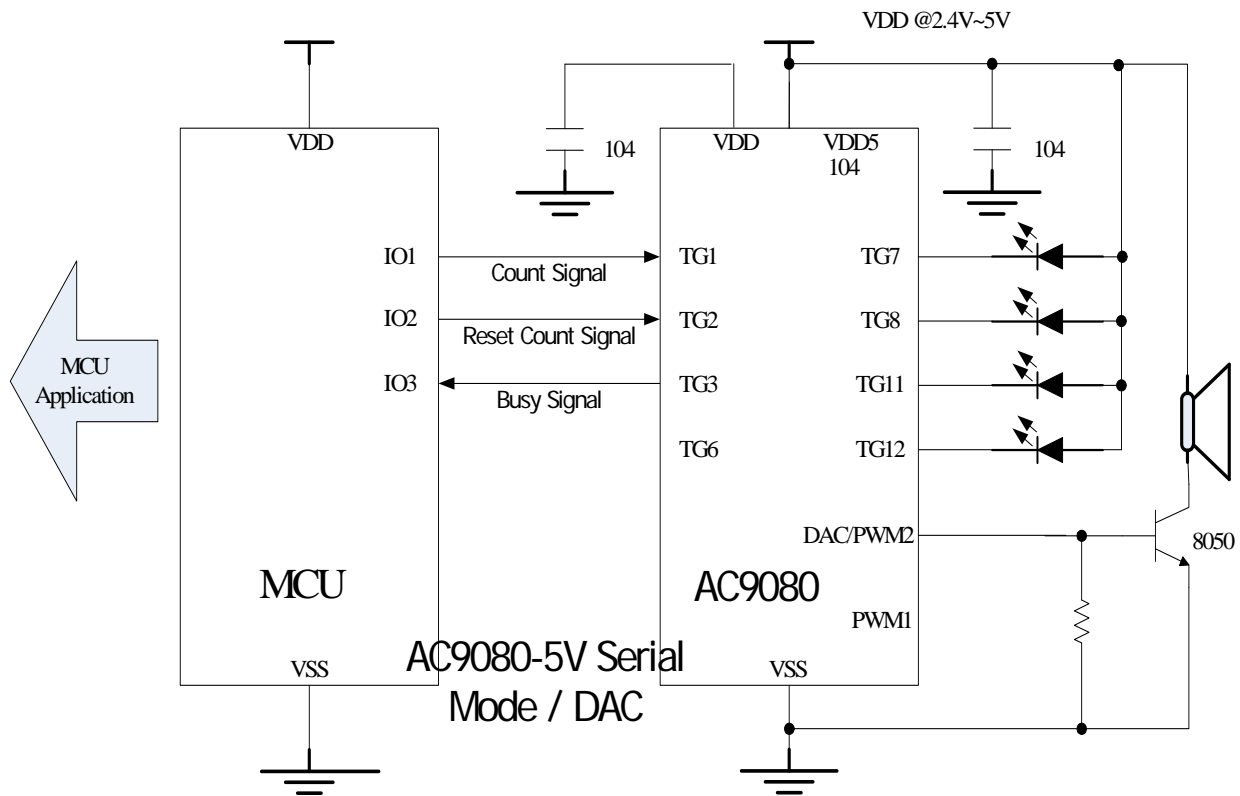 VDD @2.4V~5V
VDD
104
VDD
VDD5
104
104
IO1
Count Signal
TG1
TG7
IO2
Reset Count Signal
TG2
TG8
MCU
Application
IO3
Busy Signal
TG3
TG11
TG6
TG12
DAC/PWM2
8050
MCU
AC9080
PWM1
AC9080-5V Serial
Mode / DAC
VSS
VSS